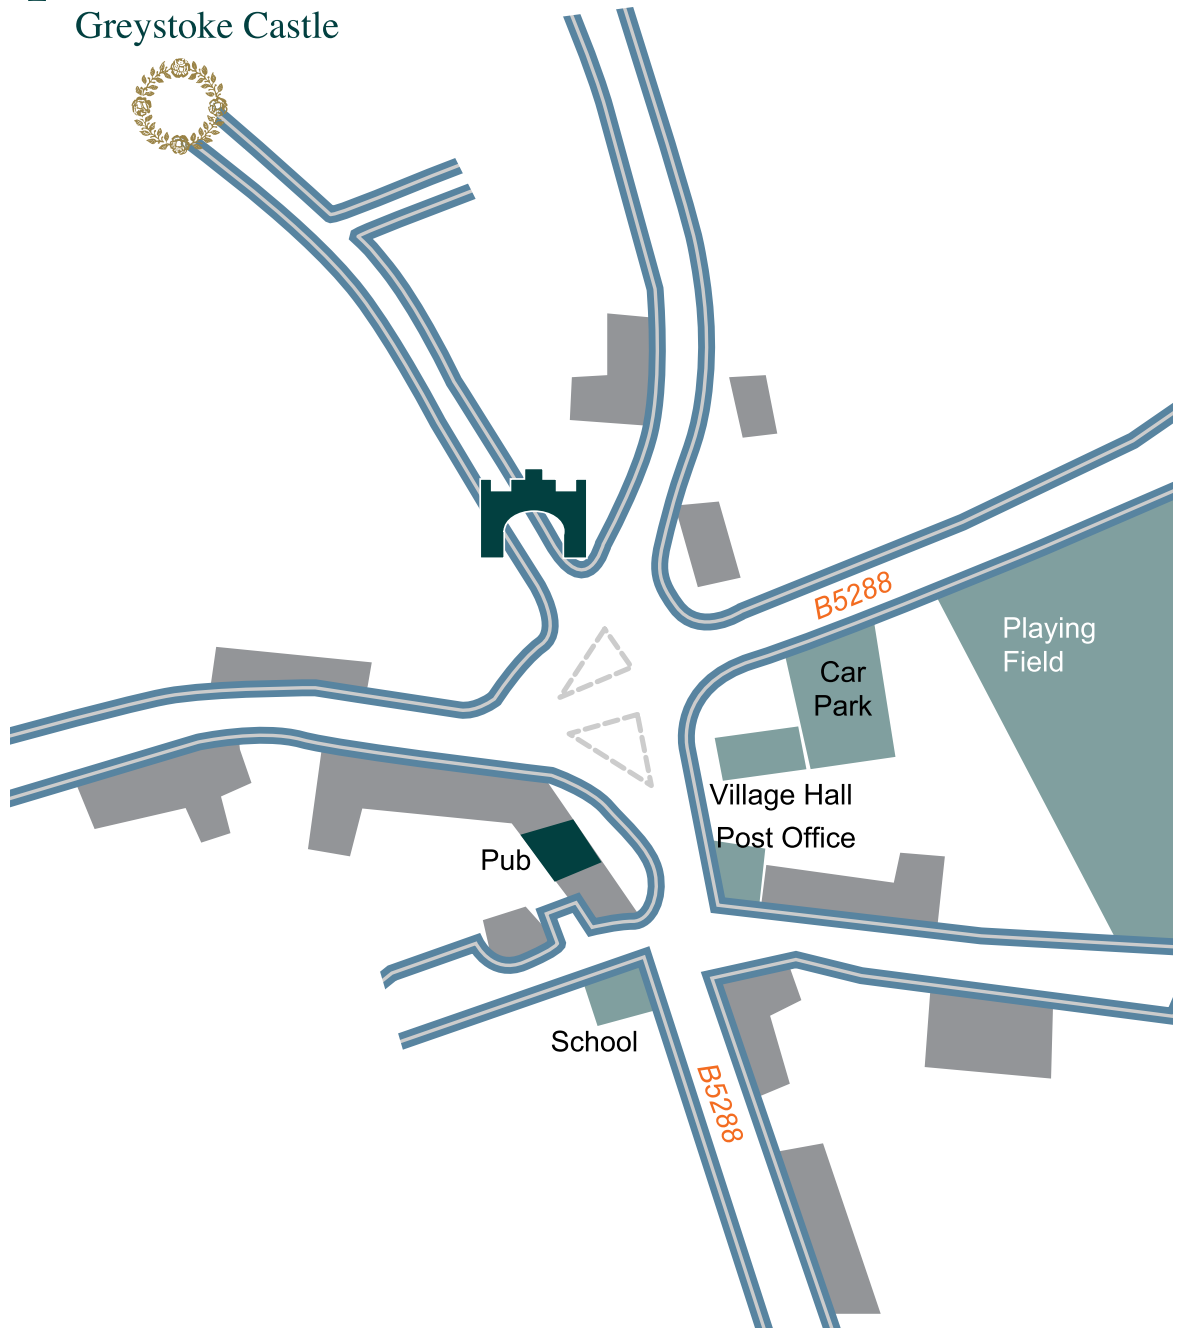 Greystoke Castle
B5288
Playing
Field
Car
Park
Village Hall
Post Office
Pub
School
B5288